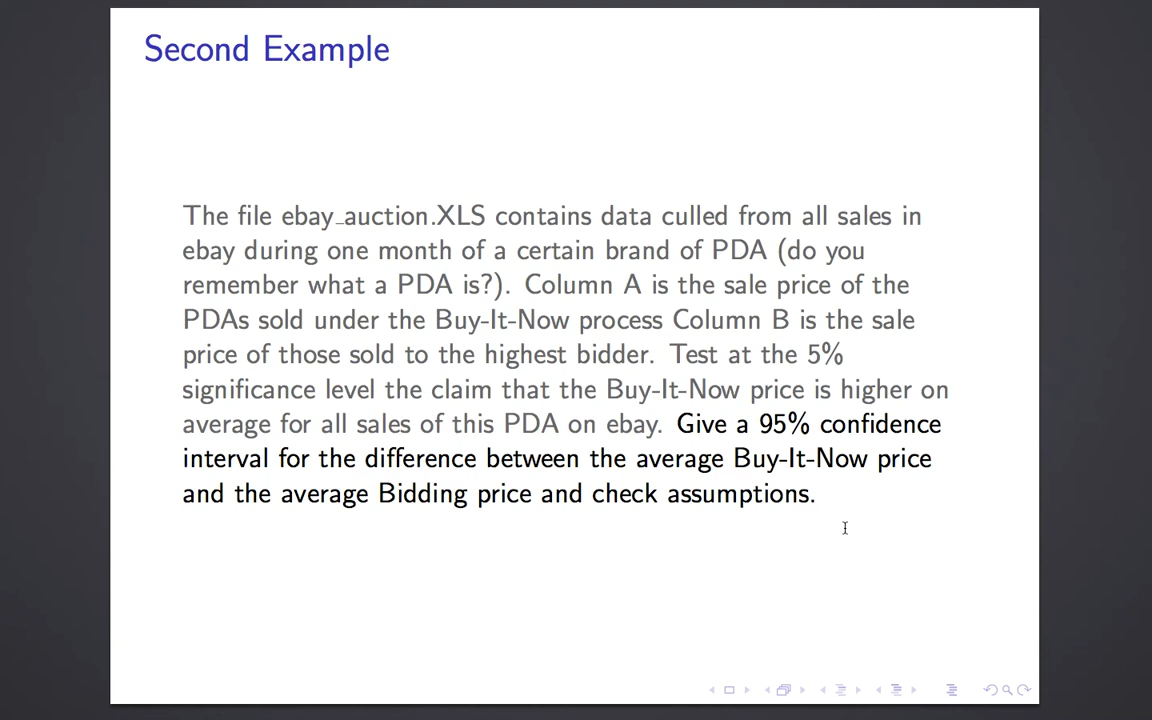 Second Example
The file ebay_auction.XLS contains data culled from all sales in
ebay during one month of a certain brand of PDA (do you
remember what a PDA is?). Column A is the sale price of the
PDAs sold under the Buy-It-Now process Column B is the sale
price of those sold to the highest bidder. Test at the 5%
significance level the claim that the Buy-It-Now price is higher on
average for all sales of this PDA on ebay. Give a 95% confidence
interval for the difference between the average Buy-It-Now price
and the average Bidding price and check assumptions.